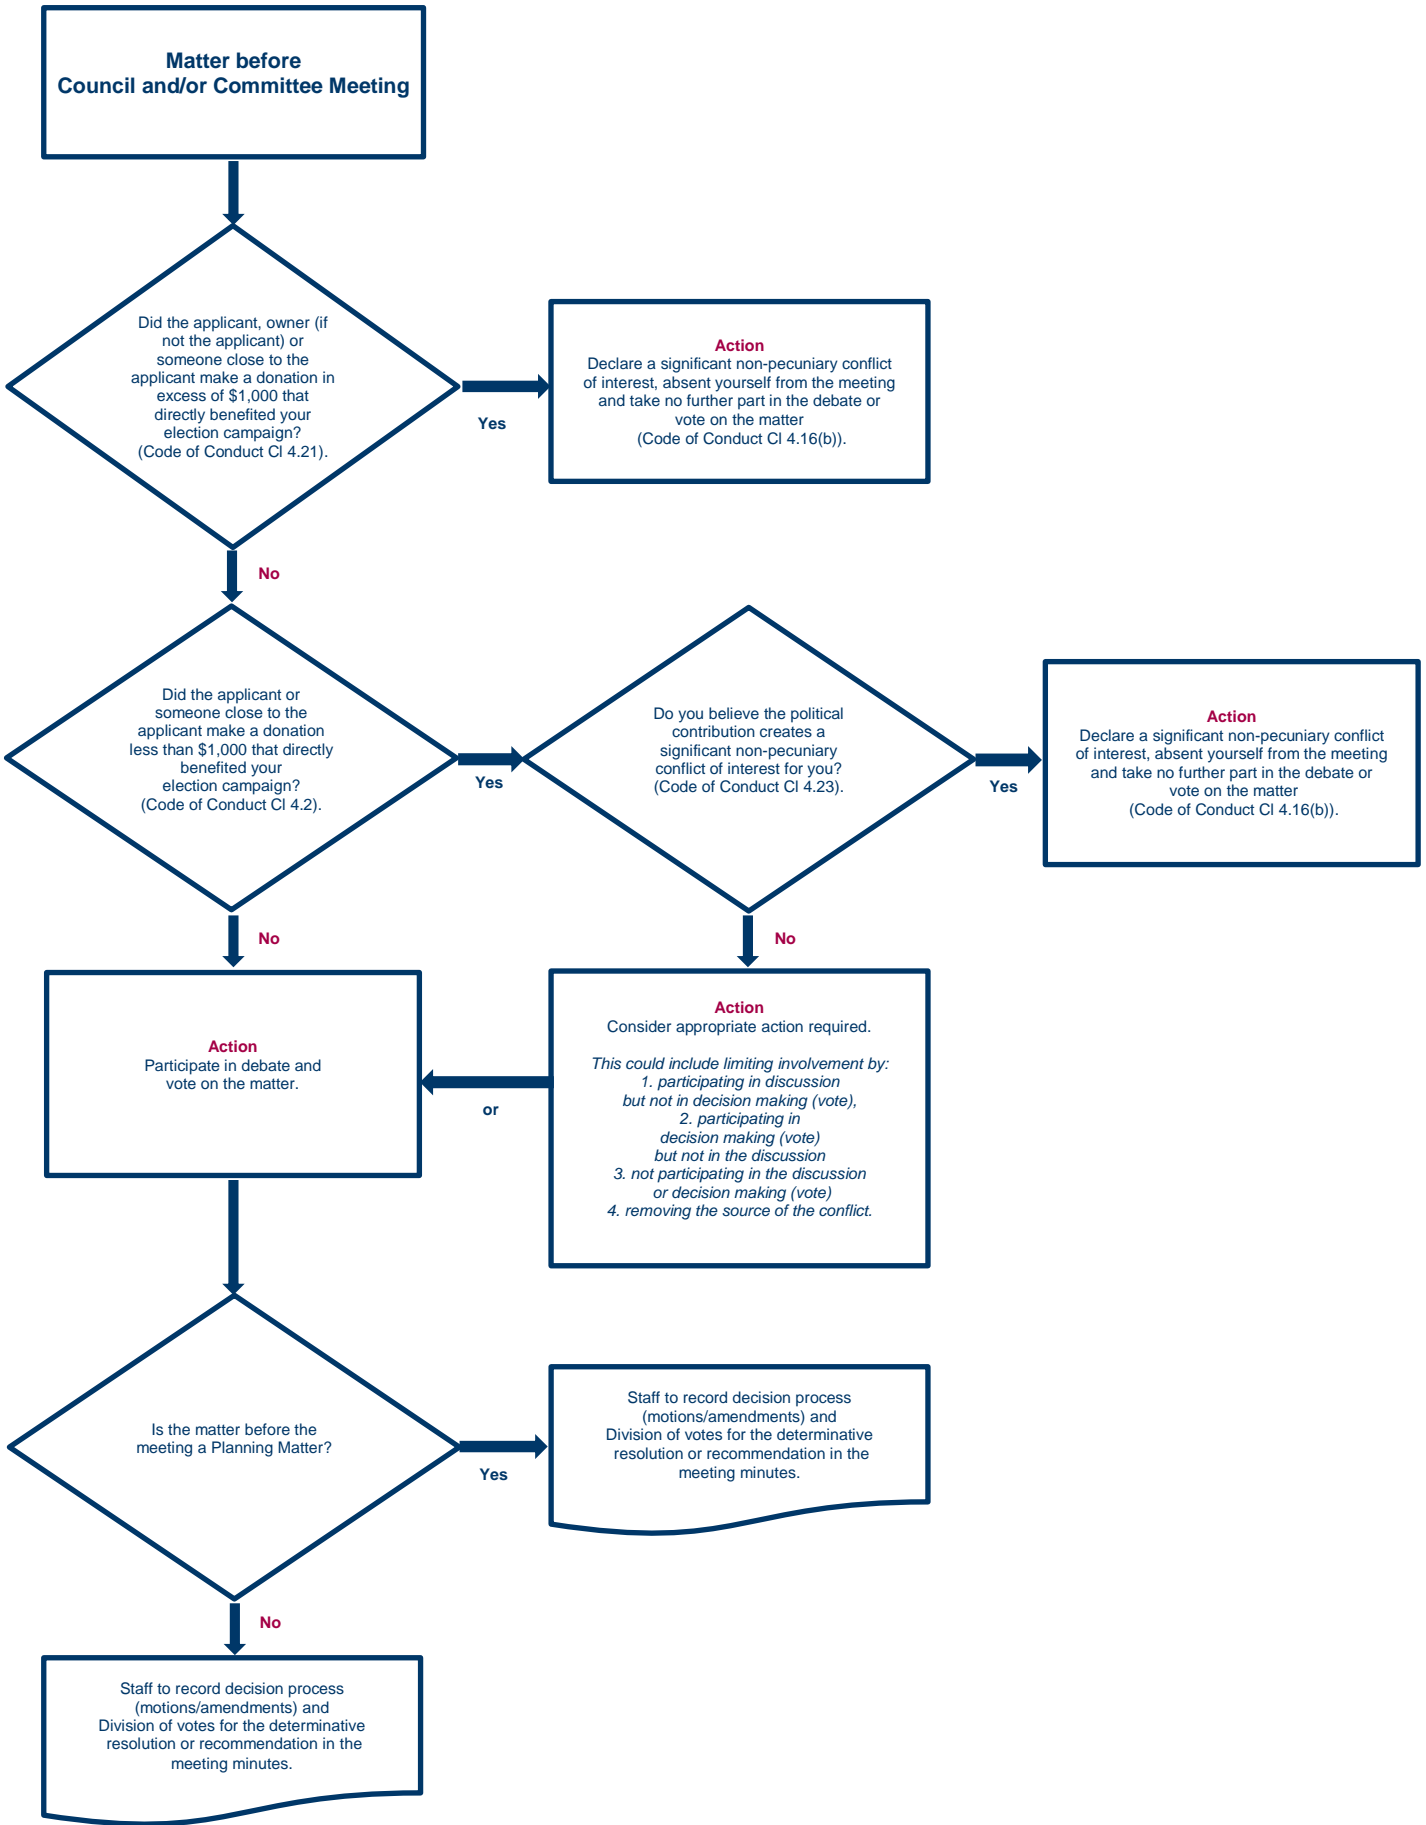 Matter before
Council and/or Committee Meeting
Did the applicant, owner (if
not the applicant) or
someone close to the
applicant make a donation in
excess of $1,000 that
directly benefited your
election campaign?
(Code of Conduct Cl 4.21).
Yes
Action
Declare a significant non-pecuniary conflict
of interest, absent yourself from the meeting
and take no further part in the debate or
vote on the matter
(Code of Conduct Cl 4.16(b)).
No
Did the applicant or
someone close to the
applicant make a donation
less than $1,000 that directly
benefited your
election campaign?
(Code of Conduct Cl 4.2).
Yes
Do you believe the political
contribution creates a
significant non-pecuniary
conflict of interest for you?
(Code of Conduct Cl 4.23).
Yes
Action
Declare a significant non-pecuniary conflict
of interest, absent yourself from the meeting
and take no further part in the debate or
vote on the matter
(Code of Conduct Cl 4.16(b)).
No
No
Action
Participate in debate and
vote on the matter.
or
Action
Consider appropriate action required.
This could include limiting involvement by:
1. participating in discussion
but not in decision making (vote),
2. participating in
decision making (vote)
but not in the discussion
3. not participating in the discussion
or decision making (vote)
4. removing the source of the conflict.
Is the matter before the
meeting a Planning Matter?
Yes
Staff to record decision process
(motions/amendments) and
Division of votes for the determinative
resolution or recommendation in the
meeting minutes.
No
Staff to record decision process
(motions/amendments) and
Division of votes for the determinative
resolution or recommendation in the
meeting minutes.